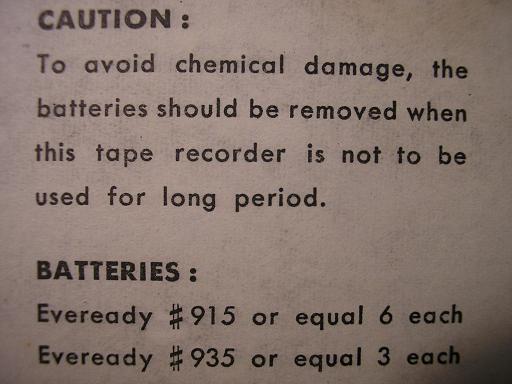 CAUTION :
To avoid chemical damage, the
batteries should be removed when
this tape recorder is not to be
used for long period.
BATTERIES :
Eveready #915 or equal 6 each
Eveready #935 or equal 3 each